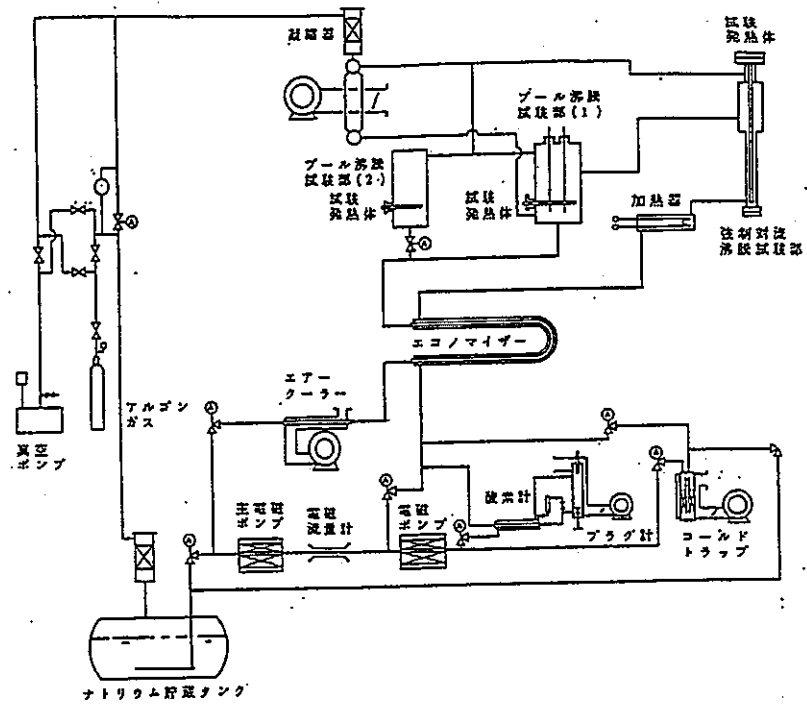 凝縮器
試験
発熱体
プール沸騰
試験部(1)
プール沸騰
試験部(2)
試験
発熱体
試験
発熱体
加熱器
強制対流
沸騰試験部
エコノマイザー
エアー
クーラー
アルゴン
ガス
真空
ポンプ
主電磁
ポンプ
電磁
流量計
電磁
ポンプ
酸素計
プラグ計
コールド
トラップ
ナトリウム貯蔵タンク
A
A
A
A
A
A
A
A
A